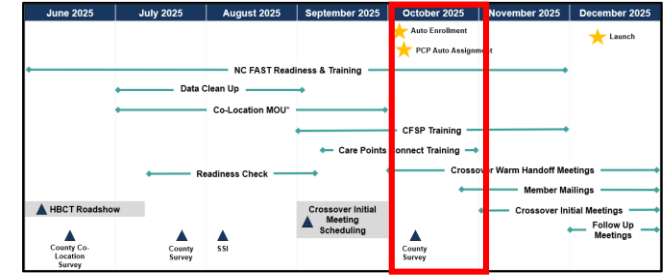 June 2025
July 2025
August 2025
September 2025
October 2025
November 2025
December 2025
Auto Enrollment
PCP Auto Assignment
Launch
NC FAST Readiness & Training
Data Clean Up
Co-Location MOU"
CFSP Training
Care Points Connect Training
Readiness Check
Crossover Warm Handoff Meetings
Member Mailings
HBCT Roadshow
Crossover Initial
Meeting
Scheduling
Crossover Initial Meetings
Follow Up
Meetings
County Co-
Location
Survey
County
Survey
SSI
County
Survey